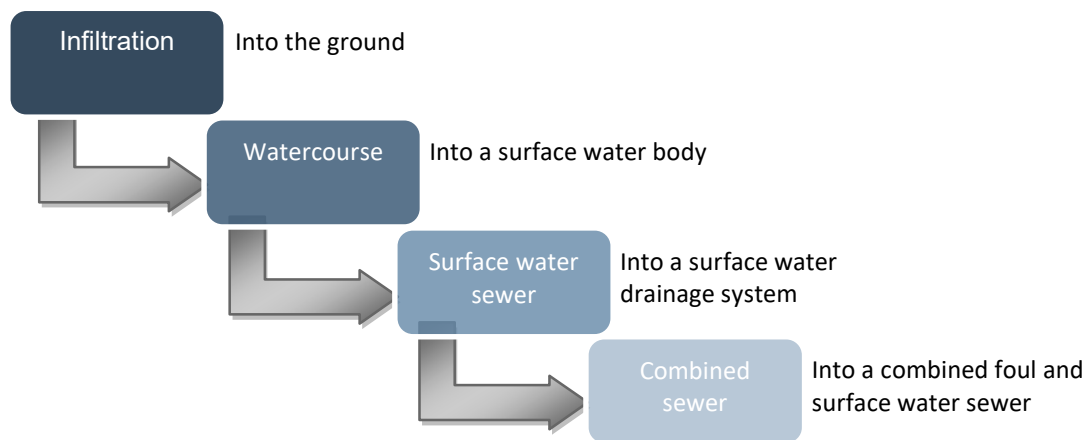 Infiltration
Into the ground
Watercourse
Into a surface water body
Surface water
sewer
Into a surface water
drainage system
Combined
sewer
Into a combined foul and
surface water sewer